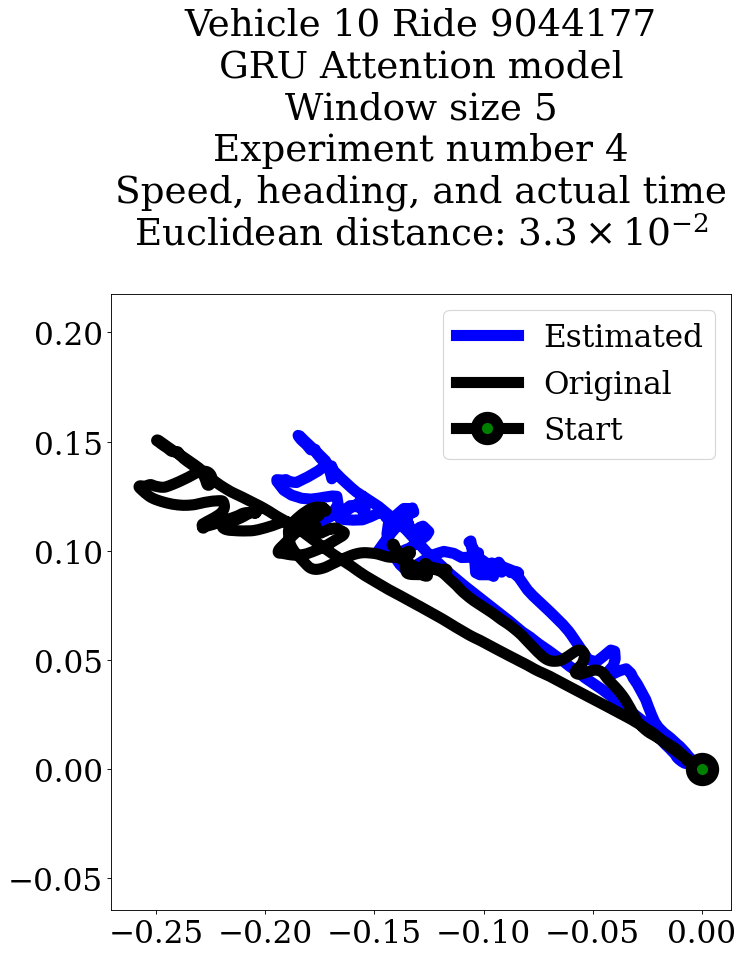 Vehicle 10 Ride 9044177
GRU Attention model
Window size 5
Experiment number 4
Speed, heading, and actual time
Euclidean distance: 3.3 × 10⁻²
Estimated
Original
Start
0.20
0.15
0.10
0.05
0.00
−0.05
−0.25 −0.20 −0.15 −0.10 −0.05 0.00